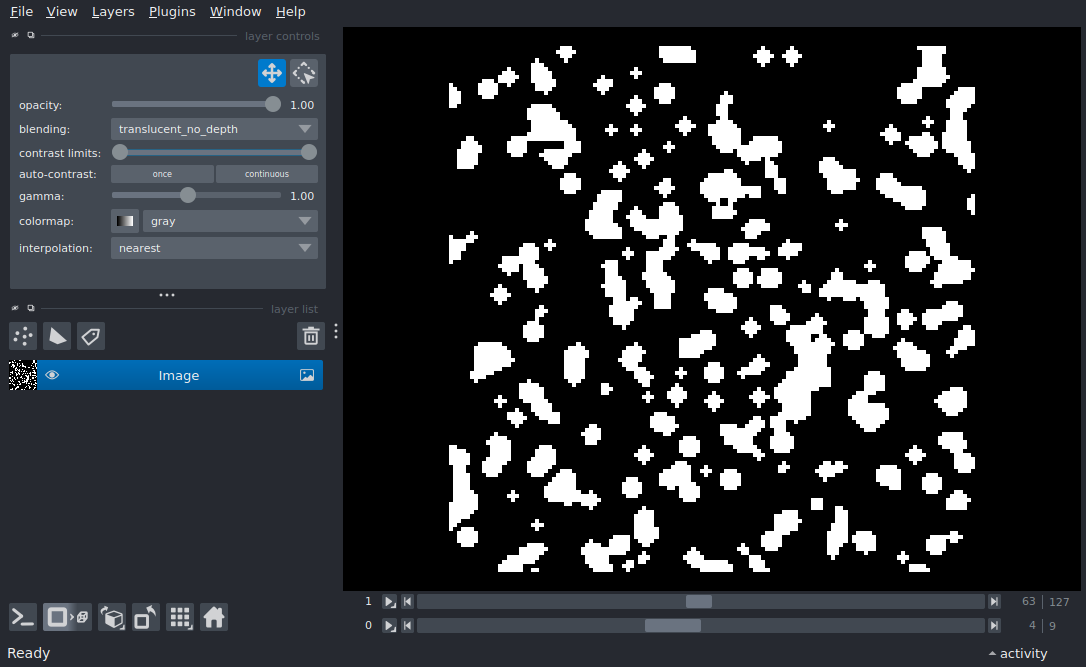 File View Layers Plugins Window Help
layer controls
opacity: 1.00
blending: translucent_no_depth
contrast limits:
auto-contrast: once continuous
gamma: 1.00
colormap: gray
interpolation: nearest
layer list
Image
1 63 127
0 4 9
Ready activity